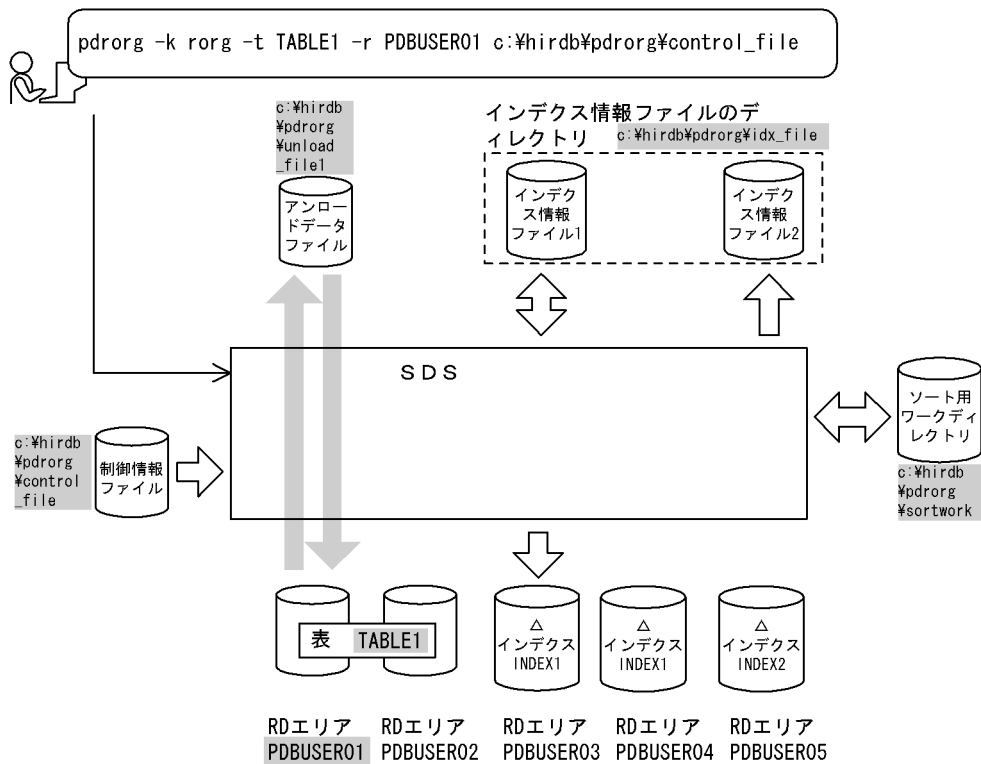 pdrorg -k rorg -t TABLE1 -r PDBUSER01 c:¥hirdb¥pdrorg¥control_file
c:¥hirdb
¥pdrorg
¥unload
_file1
アンロー
ドデータ
ファイル
インデクス情報ファイルのデ
ィレクトリ
c:¥hirdb¥pdrorg¥idx_file
インデク
ス情報
ファイル1
インデク
ス情報
ファイル2
SDS
c:¥hirdb
¥pdrorg
¥control
_file
制御情報
ファイル
ソート用
ワークディ
レクトリ
c:¥hirdb
¥pdrorg
¥sortwork
表 TABLE1
△
インデクス
INDEX1
△
インデクス
INDEX1
△
インデクス
INDEX2
RDエリア
PDBUSER01
RDエリア
PDBUSER02
RDエリア
PDBUSER03
RDエリア
PDBUSER04
RDエリア
PDBUSER05